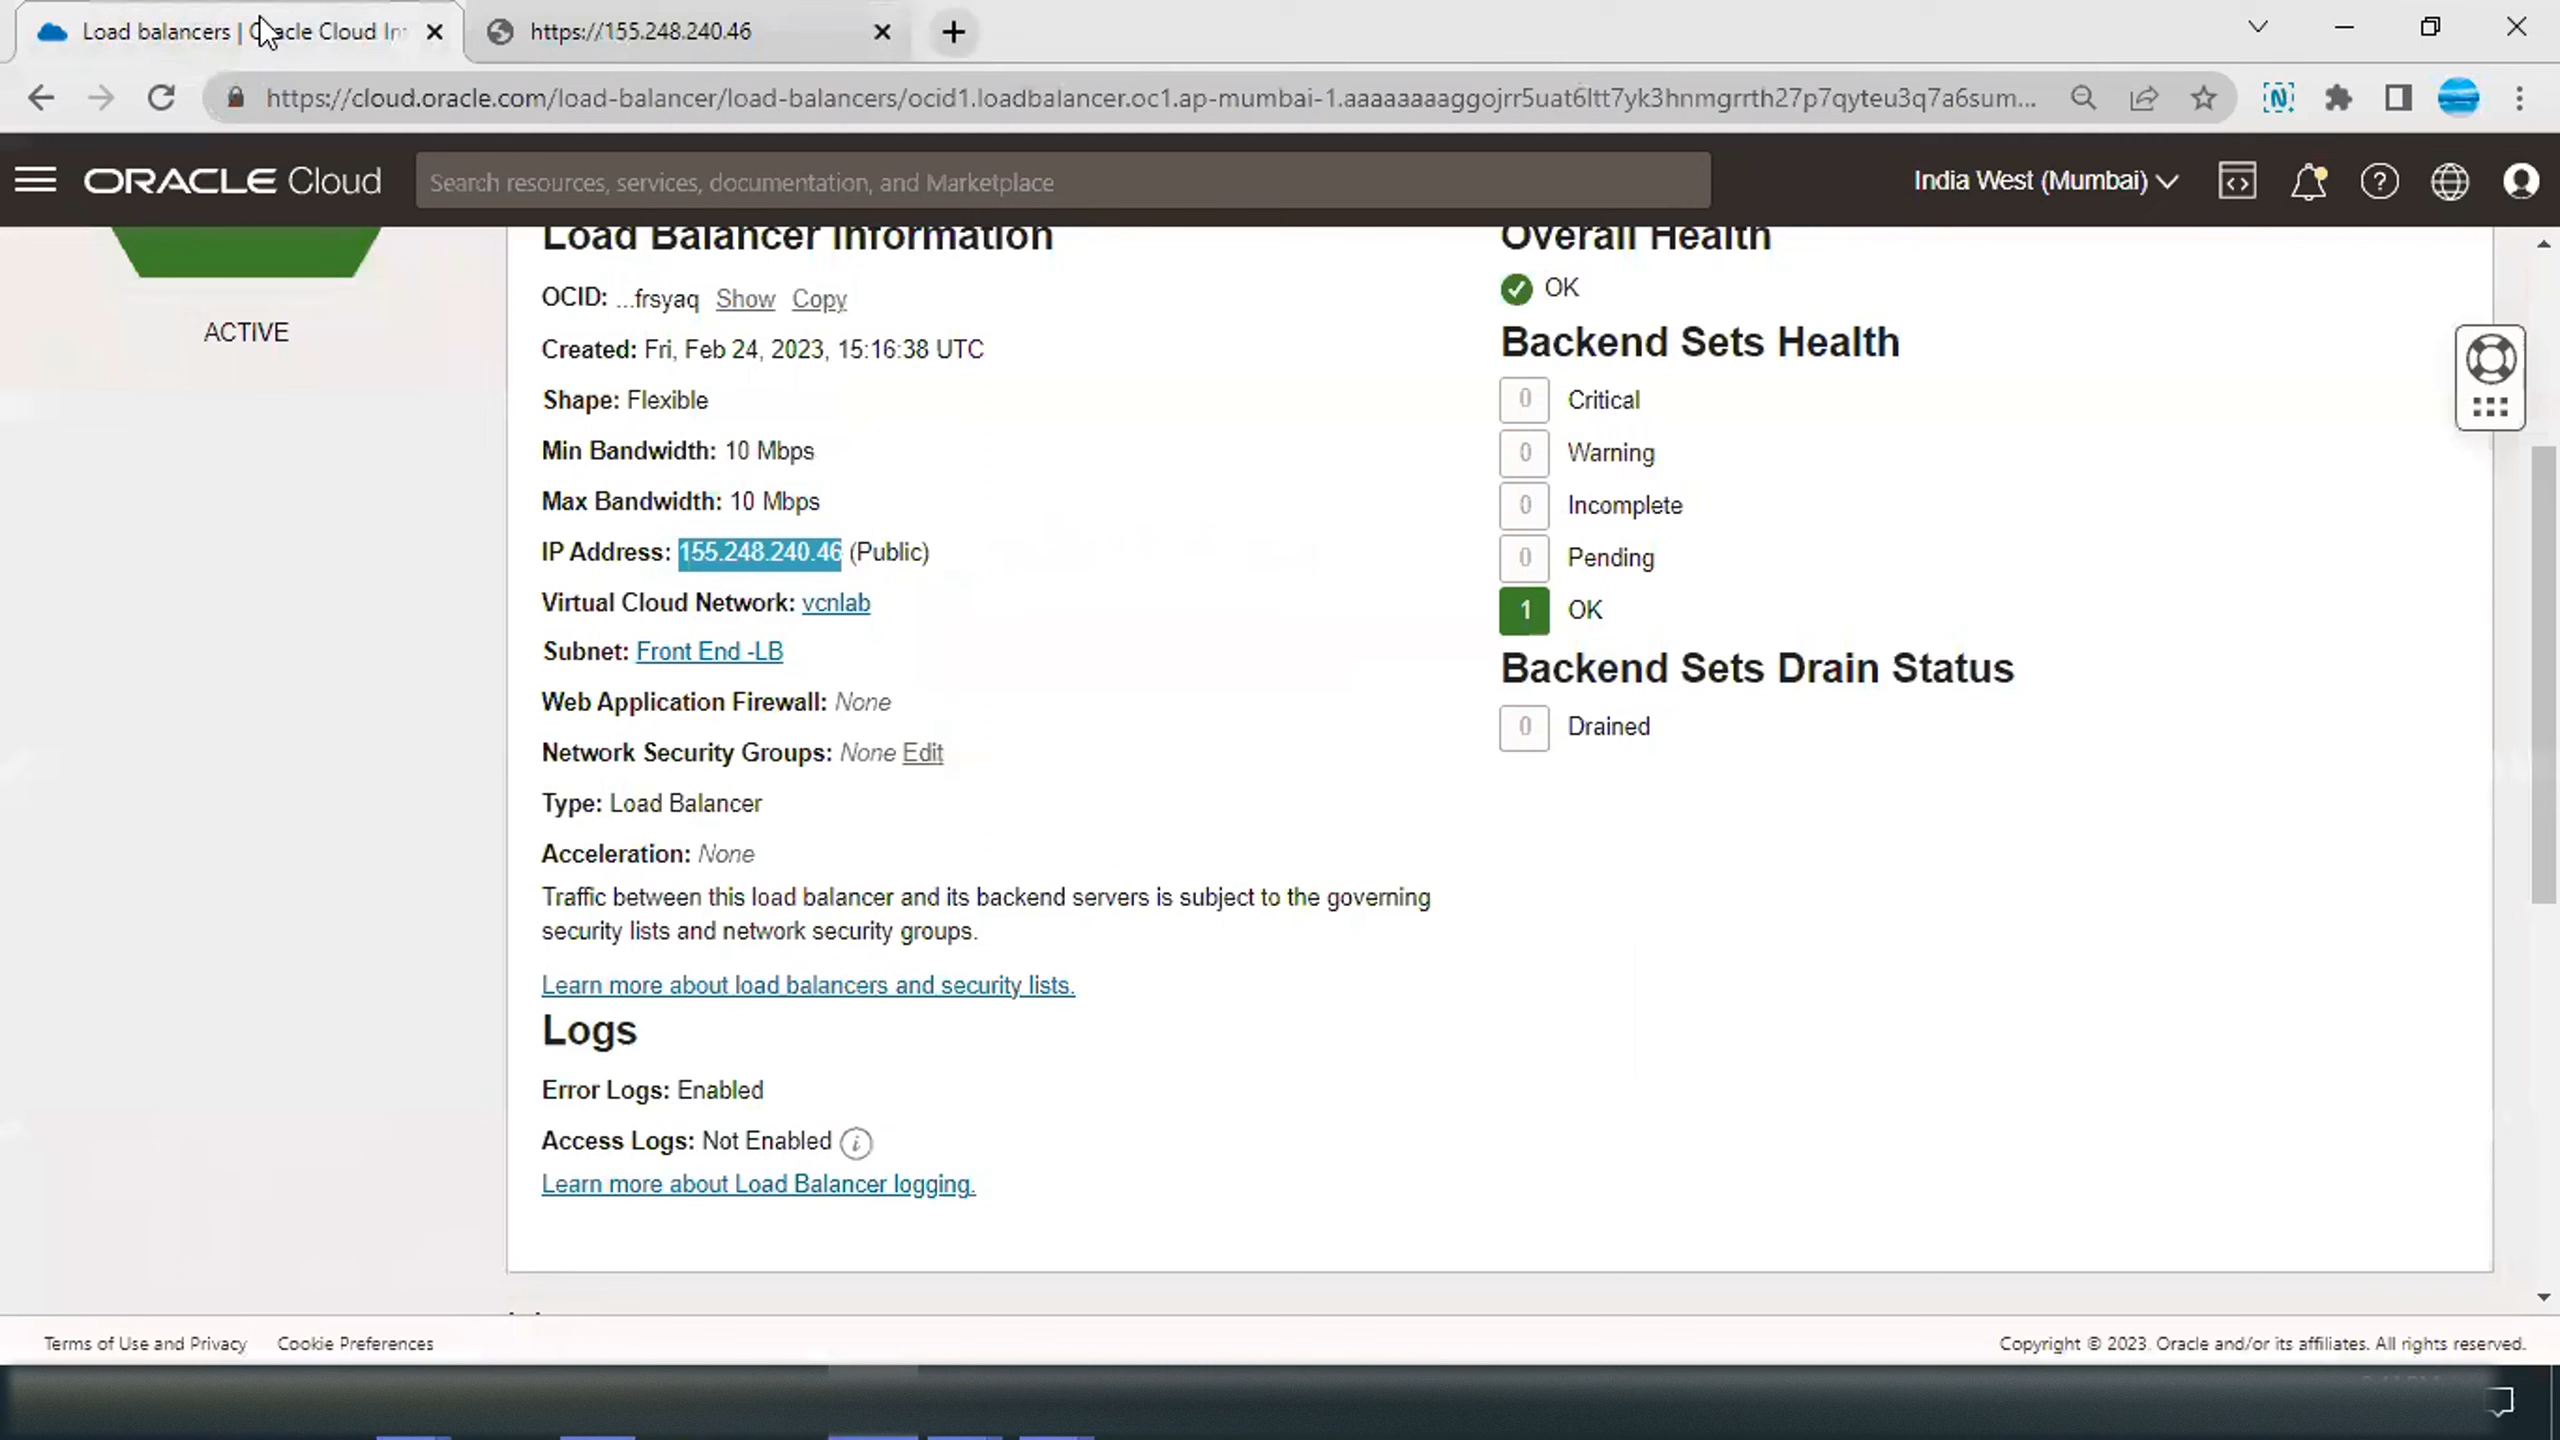 Load balancers | Oracle Cloud In
https://155.248.240.46
https://cloud.oracle.com/load-balancer/load-balancers/ocid1.loadbalancer.oc1.ap-mumbai-1.aaaaaaaaggojrr5uat6ltt7yk3hnmgrrth27p7qyteu3q7a6sum...
ORACLE Cloud
Search resources, services, documentation, and Marketplace
India West (Mumbai)
ACTIVE
Load Balancer Information
OCID: ...frsyaq Show Copy
Created: Fri, Feb 24, 2023, 15:16:38 UTC
Shape: Flexible
Min Bandwidth: 10 Mbps
Max Bandwidth: 10 Mbps
IP Address: 155.248.240.46 (Public)
Virtual Cloud Network: vcnlab
Subnet: Front End -LB
Web Application Firewall: None
Network Security Groups: None Edit
Type: Load Balancer
Acceleration: None
Traffic between this load balancer and its backend servers is subject to the governing
security lists and network security groups.
Learn more about load balancers and security lists.
Logs
Error Logs: Enabled
Access Logs: Not Enabled i
Learn more about Load Balancer logging.
Overall Health
OK
Backend Sets Health
0 Critical
0 Warning
0 Incomplete
0 Pending
1 OK
Backend Sets Drain Status
0 Drained
Terms of Use and Privacy Cookie Preferences
Copyright © 2023. Oracle and/or its affiliates. All rights reserved.